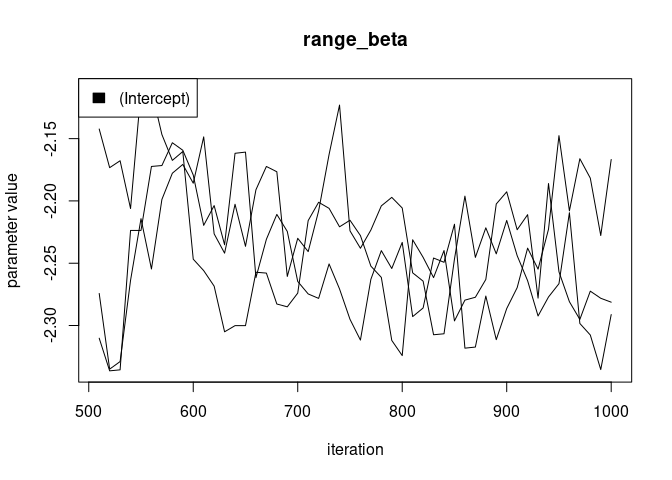 range_beta
(Intercept)
parameter value
-2.15
-2.20
-2.25
-2.30
500
600
700
800
900
1000
iteration